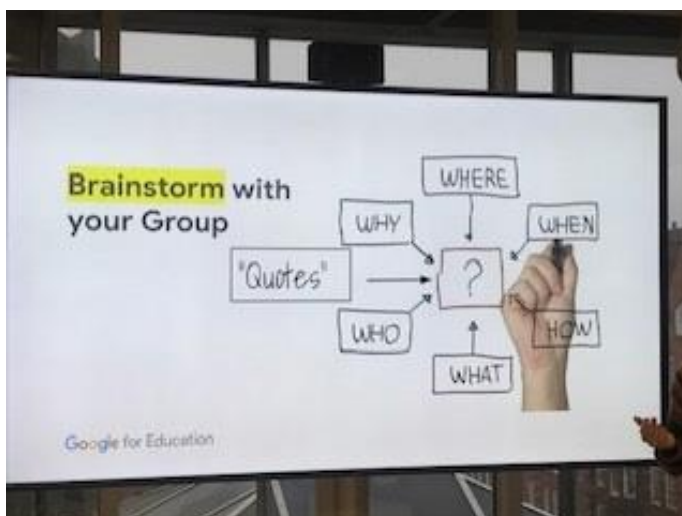 Brainstorm with
your Group
WHERE
WHY
WHEN
"Quotes"
?
WHO
HOW
WHAT
Google for Education